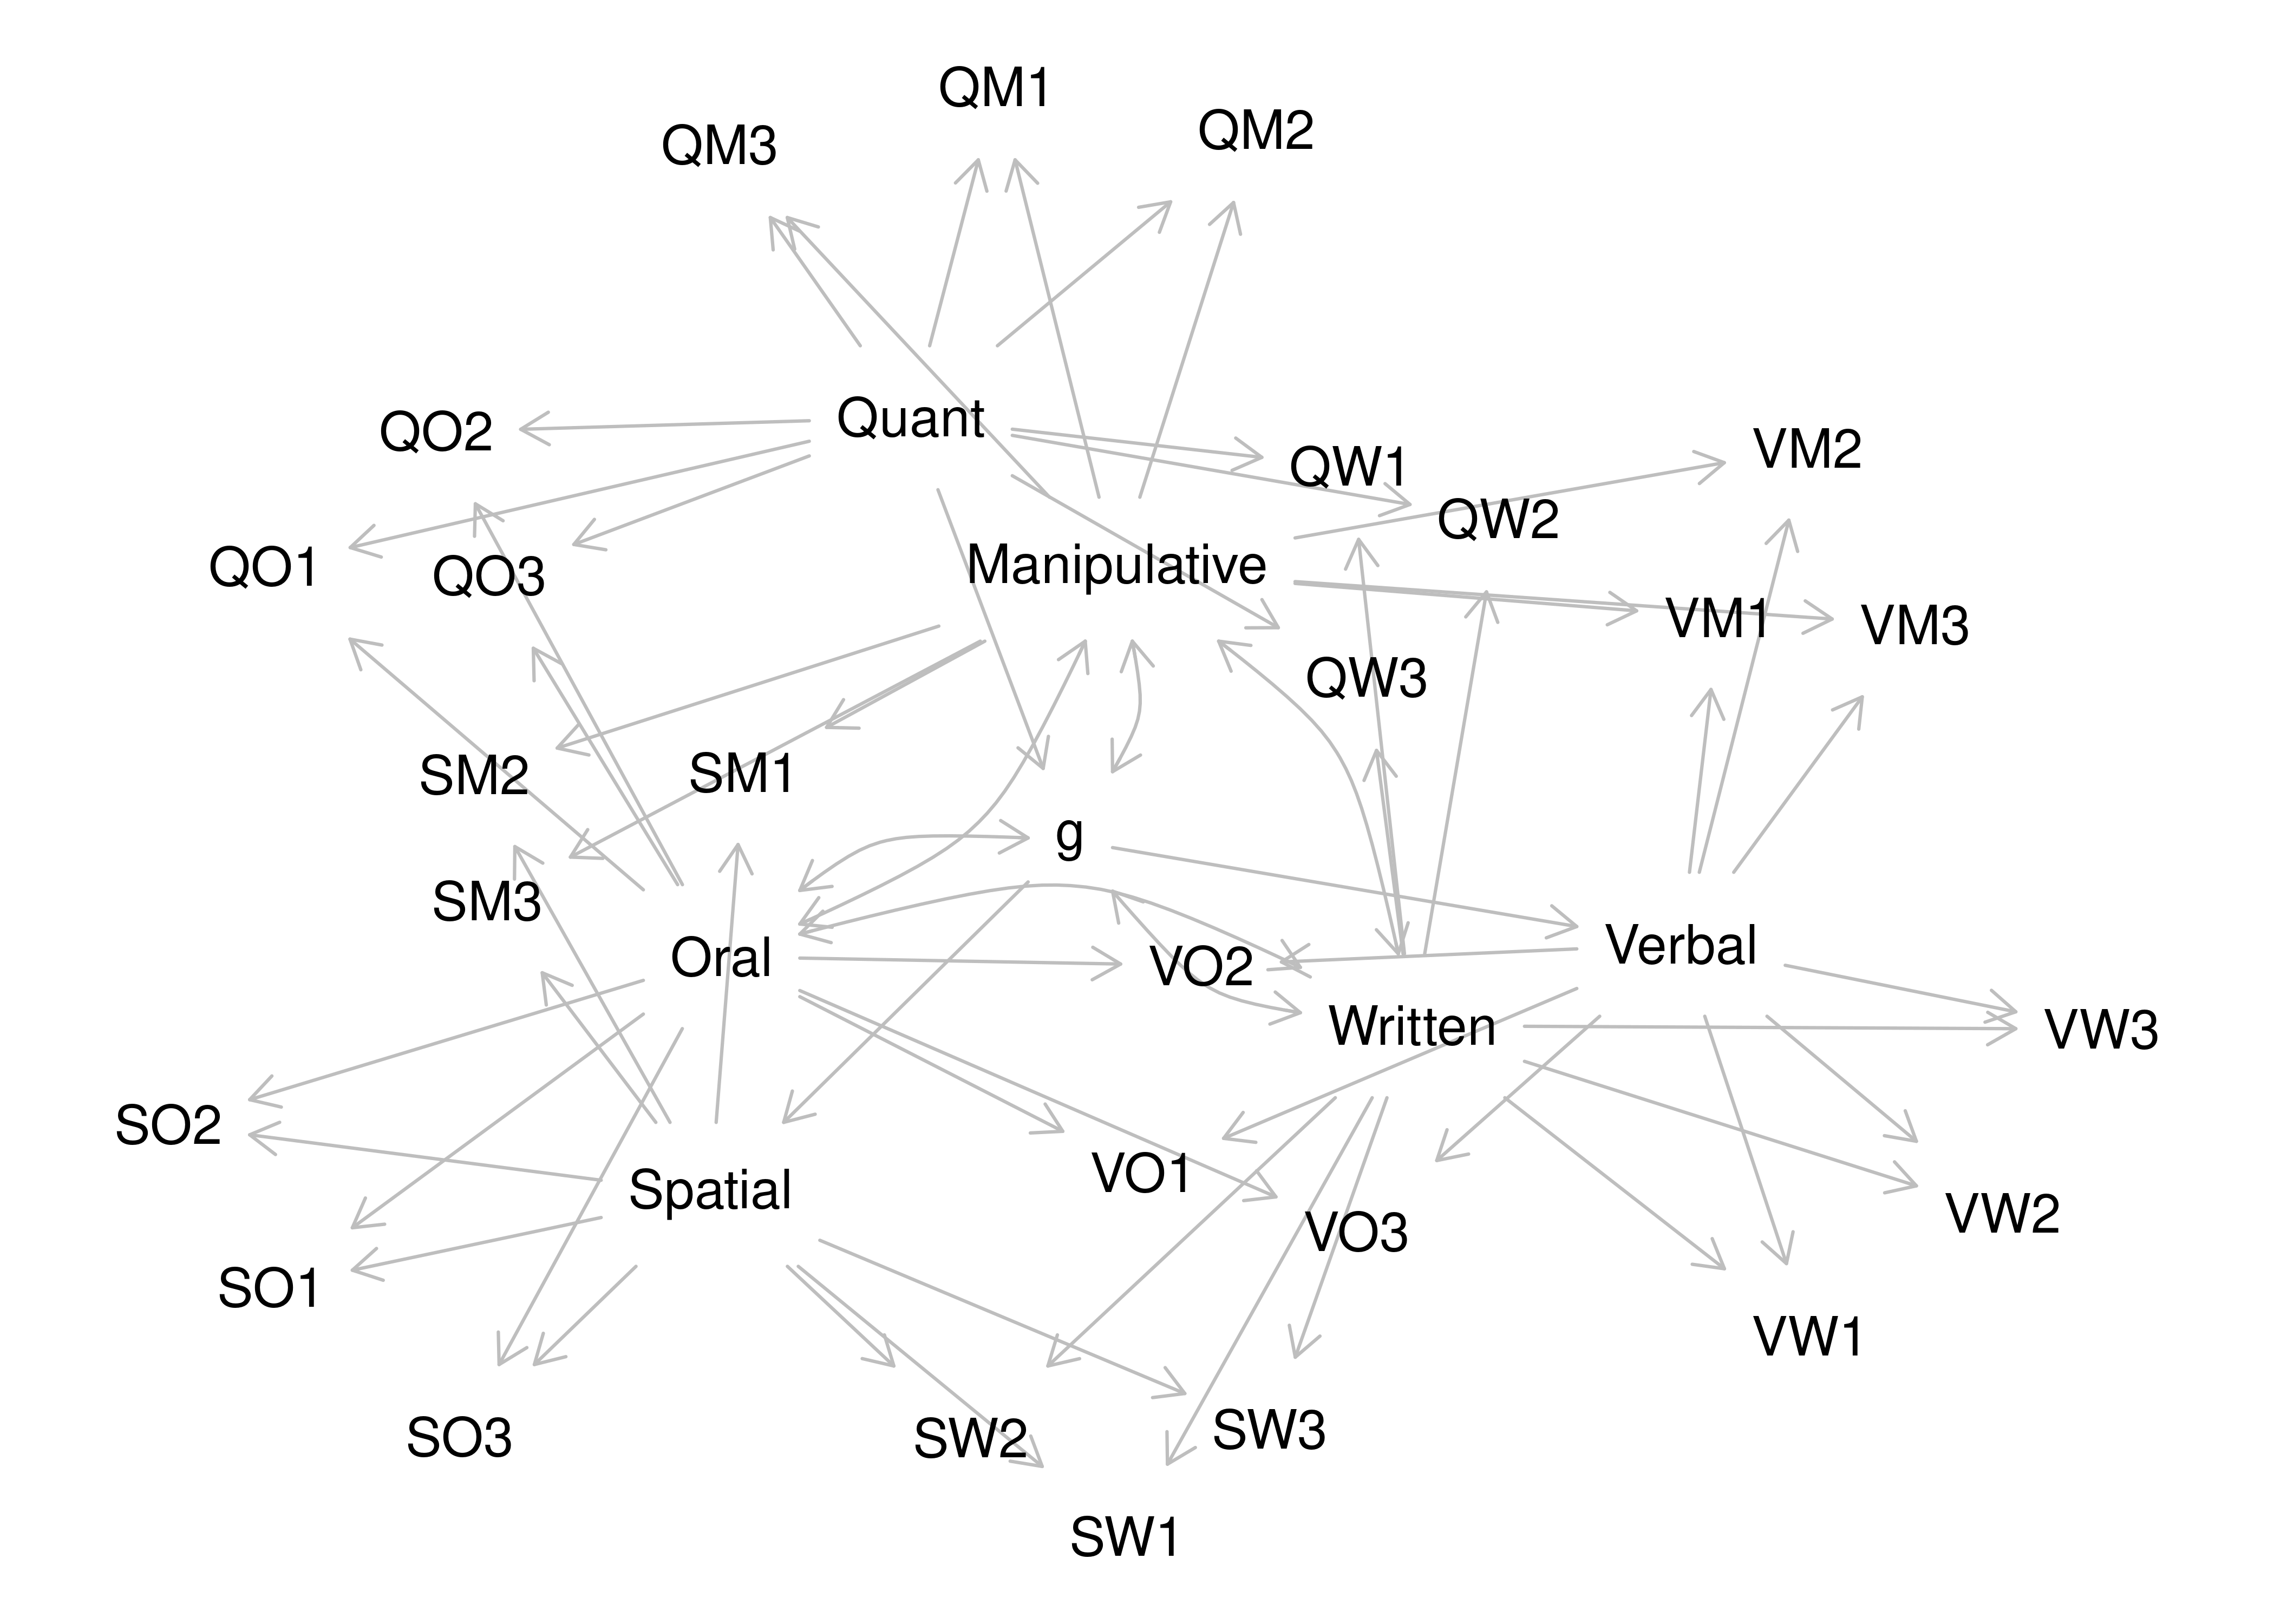 QM1
QM2
QM3
Quant
QO2
VM2
QW1
QW2
QO1
QO3
Manipulative
VM1
VM3
QW3
SM2
SM1
g
SM3
Oral
VO2
Verbal
Written
VW3
SO2
VO1
Spatial
VO3
VW2
SO1
VW1
SO3
SW2
SW3
SW1